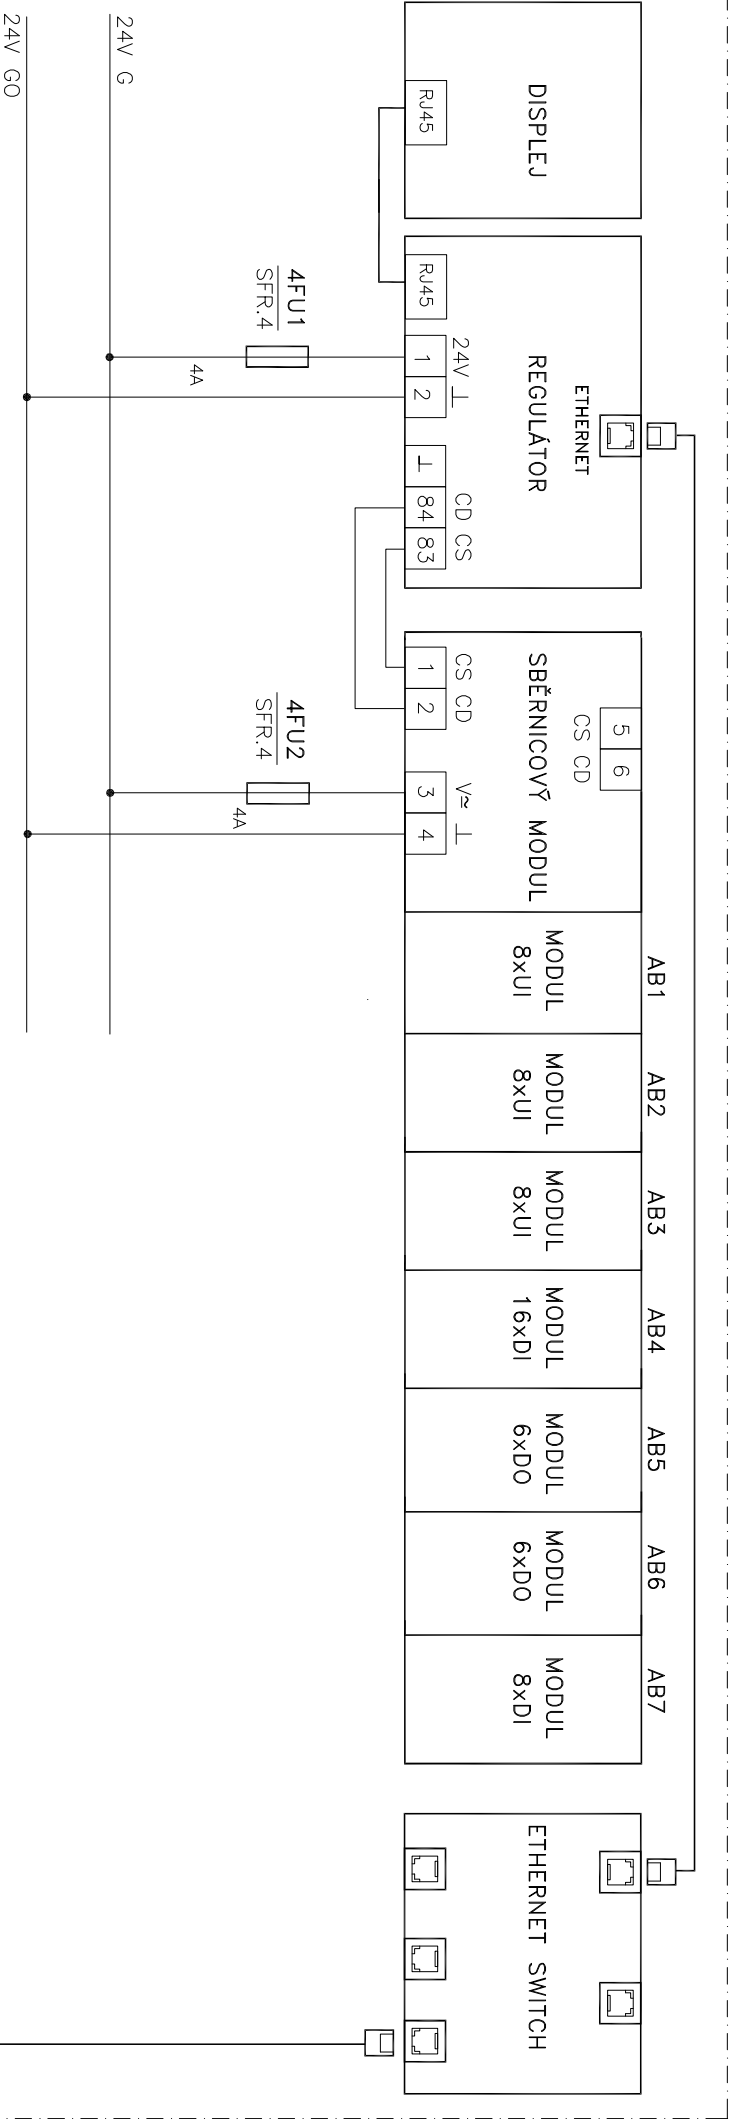 24V G
24V GO
DISPLEJ
RJ45
RJ45
REGULÁTOR
ETHERNET
24V ⊥
1 2
4FU1
SFR.4
4A
CD CS
⊥ 84 83
SBĚRNICOVÝ MODUL
5 6
CS CD
CS CD
1 2
V≂ ⊥
3 4
4FU2
SFR.4
4A
AB1
MODUL
8xUI
AB2
MODUL
8xUI
AB3
MODUL
8xUI
AB4
MODUL
16xDI
AB5
MODUL
6xDO
AB6
MODUL
6xDO
AB7
MODUL
8xDI
ETHERNET SWITCH